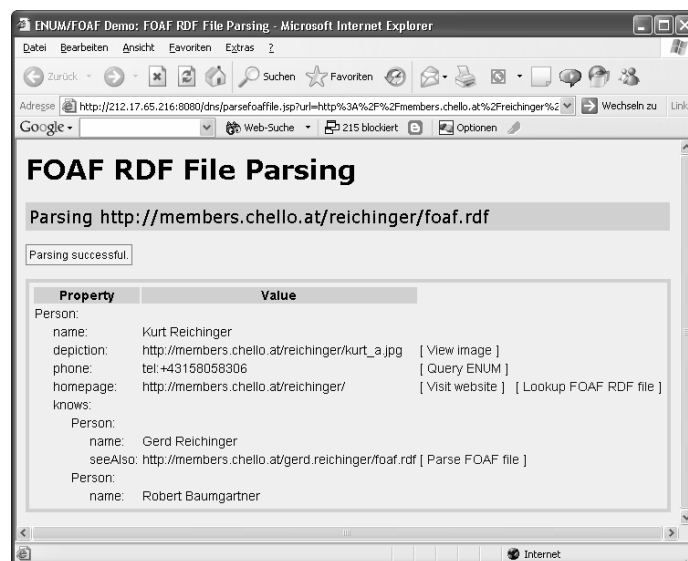 ENUM/FOAF Demo: FOAF RDF File Parsing - Microsoft Internet Explorer
Datei Bearbeiten Ansicht Favoriten Extras ?
Zurück Suchen Favoriten
Adresse http://212.17.65.216:8080/dns/parsefoaffile.jsp?url=http%3A%2F%2Fmembers.chello.at%2Freichinger%2 Wechseln zu Link
Google Web-Suche 215 blockiert Optionen
FOAF RDF File Parsing
Parsing http://members.chello.at/reichinger/foaf.rdf
Parsing successful.
Property Value
Person:
name: Kurt Reichinger
depiction: http://members.chello.at/reichinger/kurt_a.jpg [ View image ]
phone: tel:+43158058306 [ Query ENUM ]
homepage: http://members.chello.at/reichinger/ [ Visit website ] [ Lookup FOAF RDF file ]
knows:
Person:
name: Gerd Reichinger
seeAlso: http://members.chello.at/gerd.reichinger/foaf.rdf [ Parse FOAF file ]
Person:
name: Robert Baumgartner
Internet